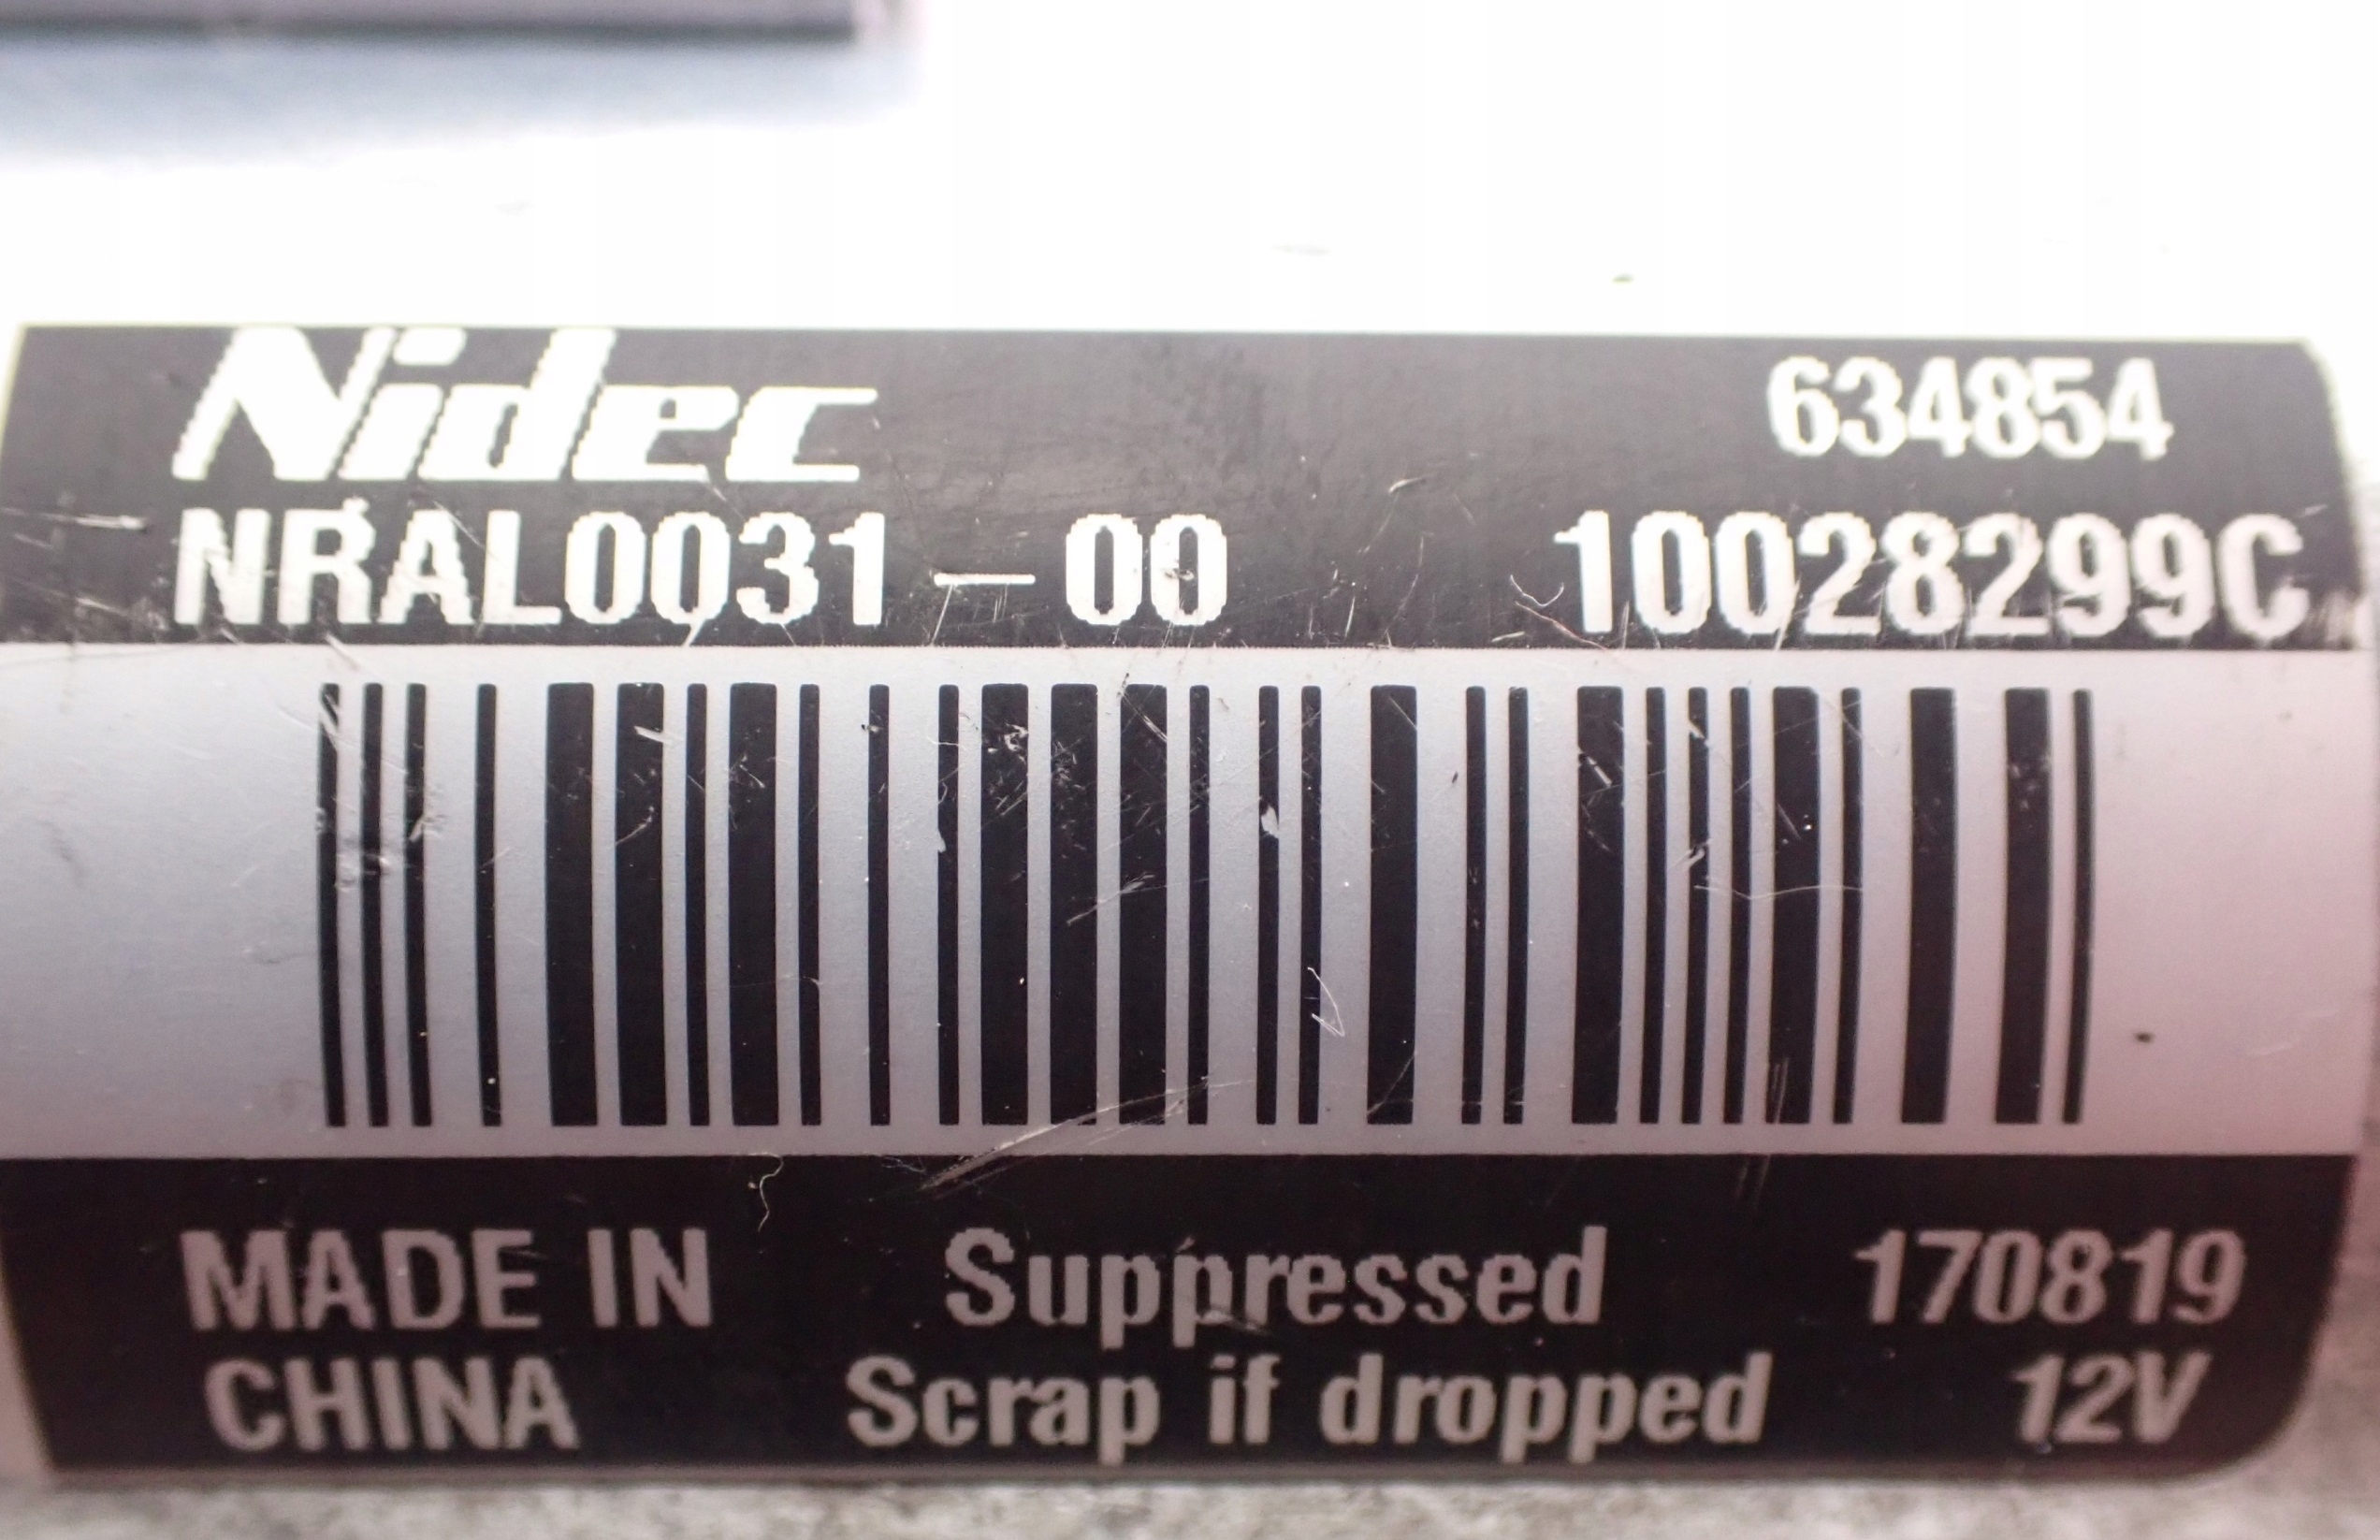 Nidec 634854
NRAL0031-00 10028299C
MADE IN Suppressed 170819
CHINA Scrap if dropped 12V